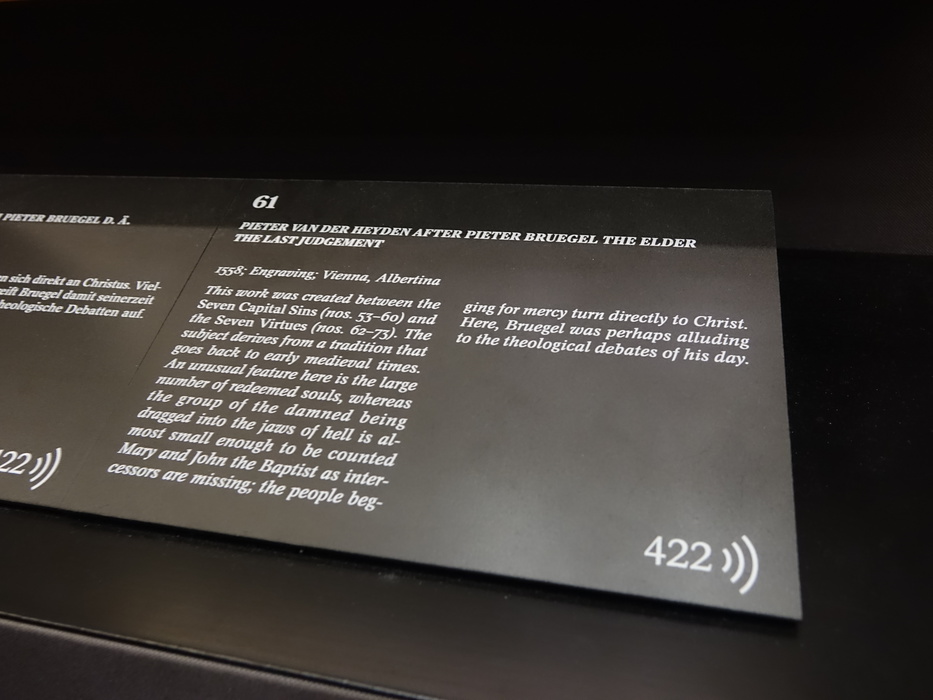 PIETER BRUEGEL D. Ä.
sich direkt an Christus. Viel-
Bruegel damit seinerzeit
theologische Debatten auf.
61
PIETER VAN DER HEYDEN AFTER PIETER BRUEGEL THE ELDER
THE LAST JUDGEMENT
1558; Engraving; Vienna, Albertina
This work was created between the
Seven Capital Sins (nos. 53–60) and
the Seven Virtues (nos. 62–73). The
subject derives from a tradition that
goes back to early medieval times.
An unusual feature here is the large
number of redeemed souls, whereas
the group of the damned being
dragged into the jaws of hell is al-
most small enough to be counted
Mary and John the Baptist as inter-
cessors are missing; the people beg-
ging for mercy turn directly to Christ.
Here, Bruegel was perhaps alluding
to the theological debates of his day.
422